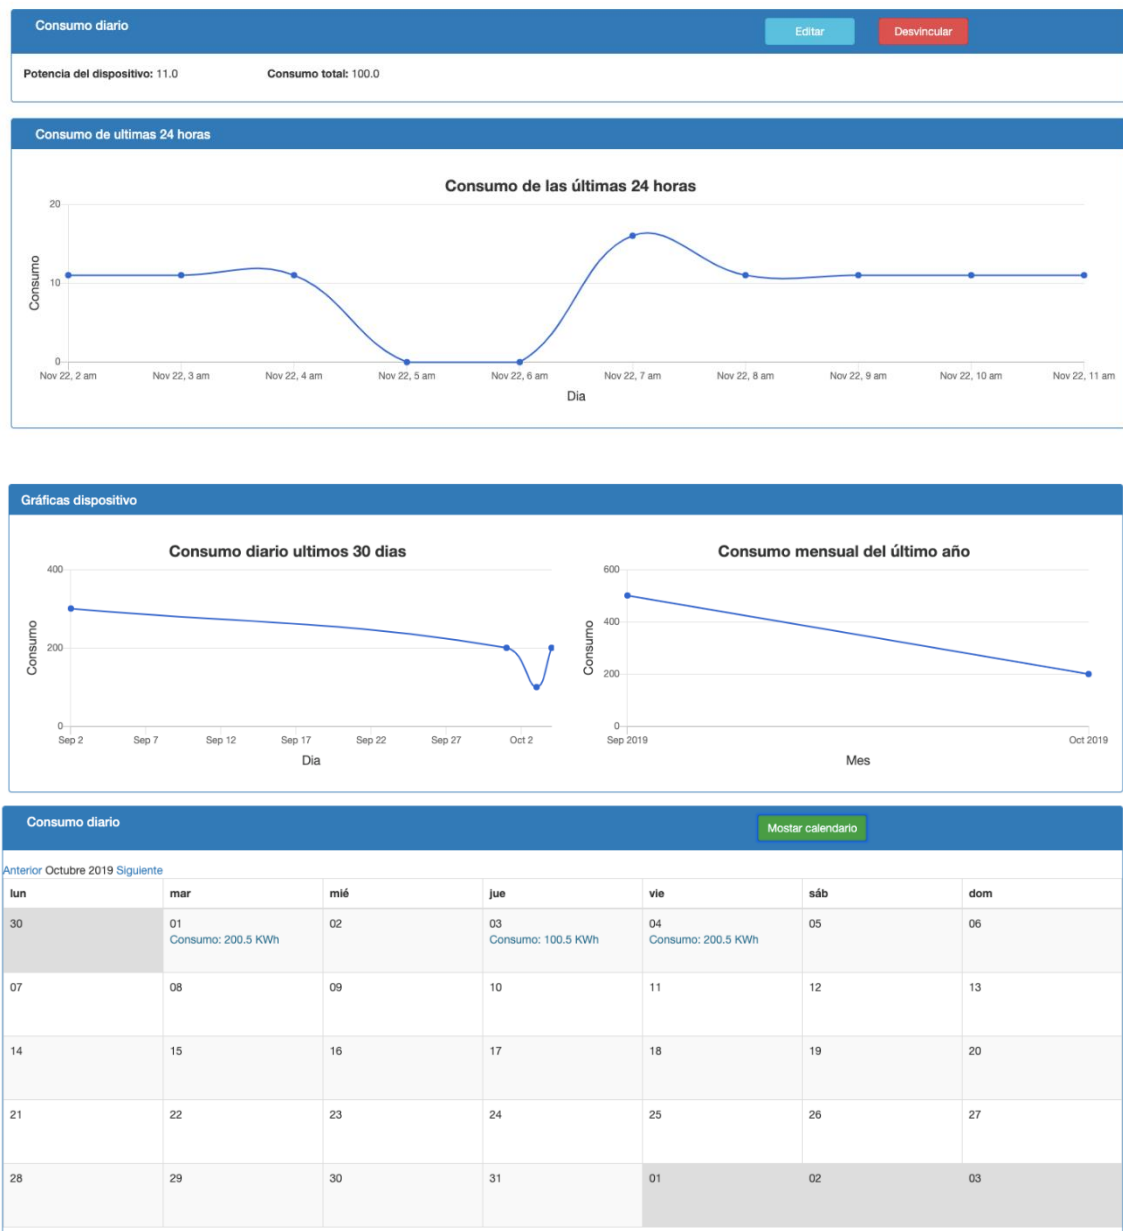 Consumo diario
Editar
Desvincular
Potencia del dispositivo: 11.0 Consumo total: 100.0
Consumo de ultimas 24 horas
Consumo de las últimas 24 horas
20
10
0
Consumo
Nov 22, 2 am Nov 22, 3 am Nov 22, 4 am Nov 22, 5 am Nov 22, 6 am Nov 22, 7 am Nov 22, 8 am Nov 22, 9 am Nov 22, 10 am Nov 22, 11 am
Dia
Gráficas dispositivo
Consumo diario ultimos 30 dias
400
200
0
Consumo
Sep 2 Sep 7 Sep 12 Sep 17 Sep 22 Sep 27 Oct 2
Dia
Consumo mensual del último año
600
400
200
0
Consumo
Sep 2019 Oct 2019
Mes
Consumo diario
Mostar calendario
Anterior Octubre 2019 Siguiente
lun mar mié jue vie sáb dom
30 01 02 03 04 05 06
Consumo: 200.5 KWh Consumo: 100.5 KWh Consumo: 200.5 KWh
07 08 09 10 11 12 13
14 15 16 17 18 19 20
21 22 23 24 25 26 27
28 29 30 31 01 02 03